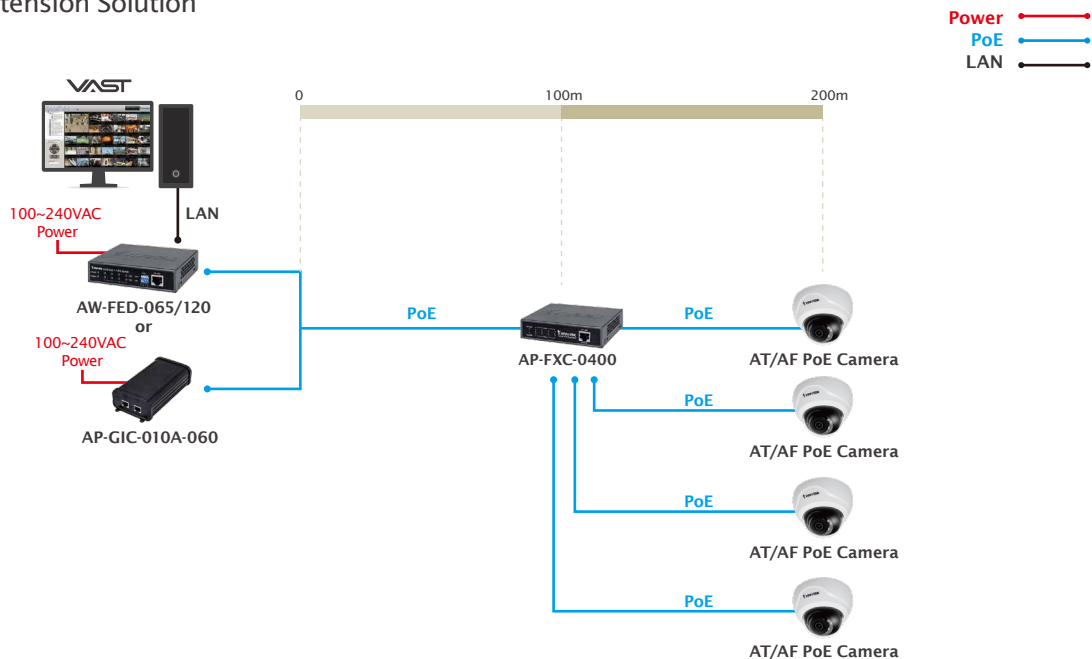 tension Solution
Power
PoE
LAN
VAST
0
100m
200m
100~240VAC
Power
LAN
AW-FED-065/120
or
100~240VAC
Power
AP-GIC-010A-060
PoE
AP-FXC-0400
PoE
AT/AF PoE Camera
PoE
AT/AF PoE Camera
PoE
AT/AF PoE Camera
PoE
AT/AF PoE Camera